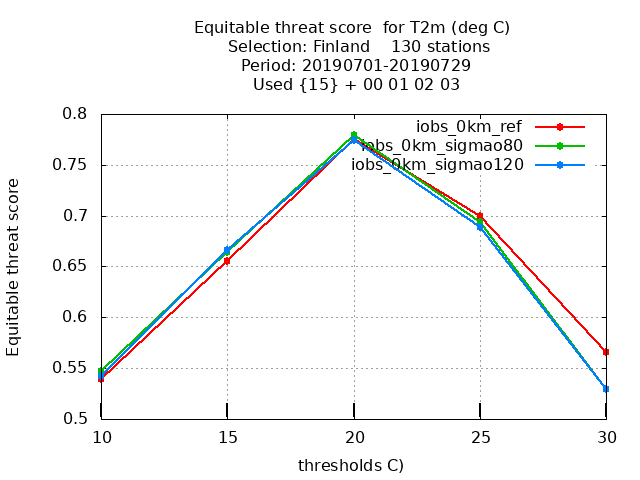 Equitable threat score  for T2m (deg C)
Selection: Finland    130 stations
Period: 20190701-20190729
Used {15} + 00 01 02 03
iobs_0km_ref
iobs_0km_sigmao80
iobs_0km_sigmao120
Equitable threat score
0.8
0.75
0.7
0.65
0.6
0.55
0.5
10 15 20 25 30
thresholds C)